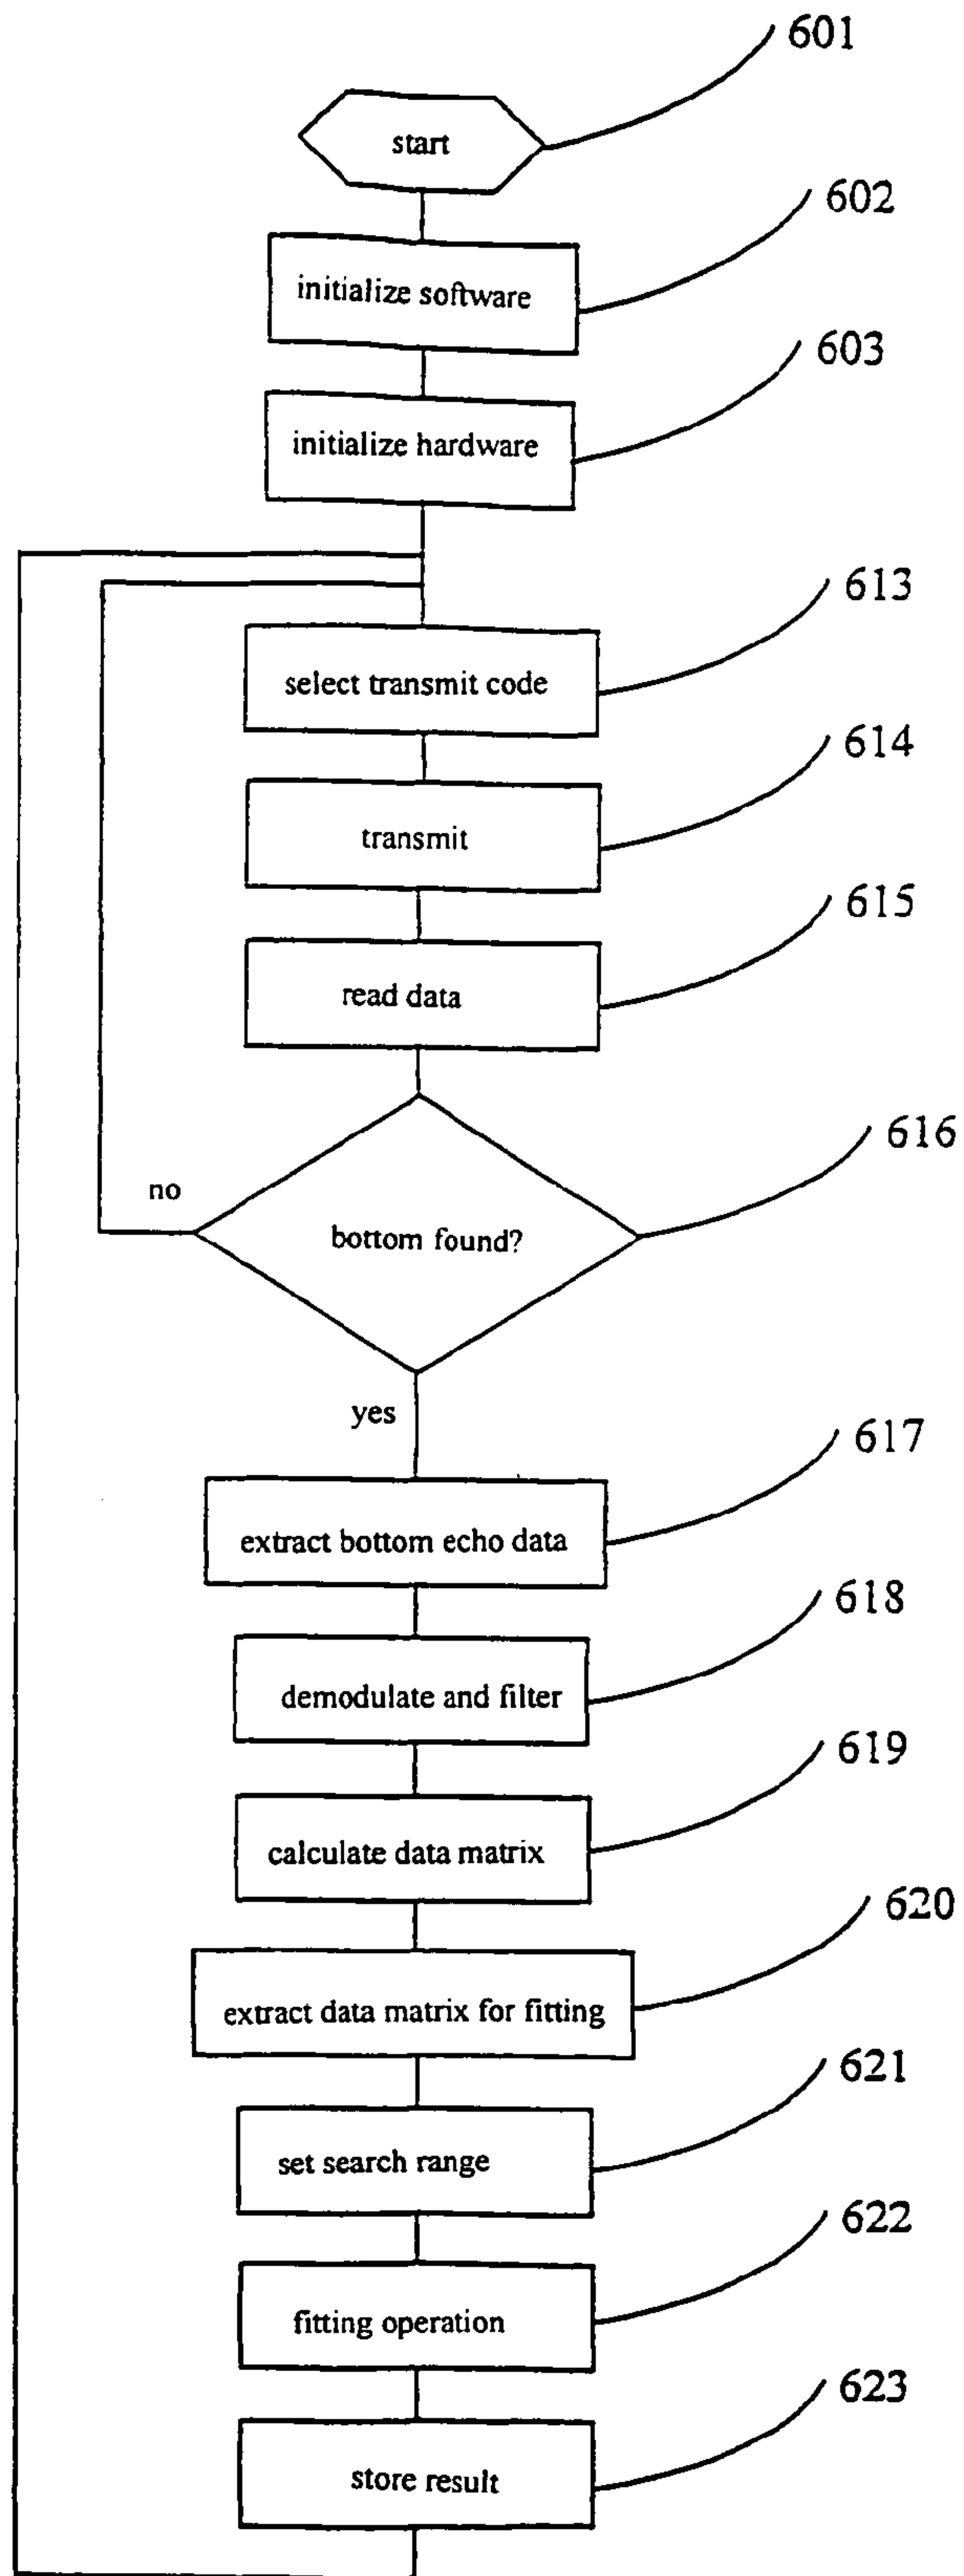 601
start
602
initialize software
603
initialize hardware
613
select transmit code
614
transmit
615
read data
616
no
bottom found?
yes
617
extract bottom echo data
618
demodulate and filter
619
calculate data matrix
620
extract data matrix for fitting
621
set search range
622
fitting operation
623
store result